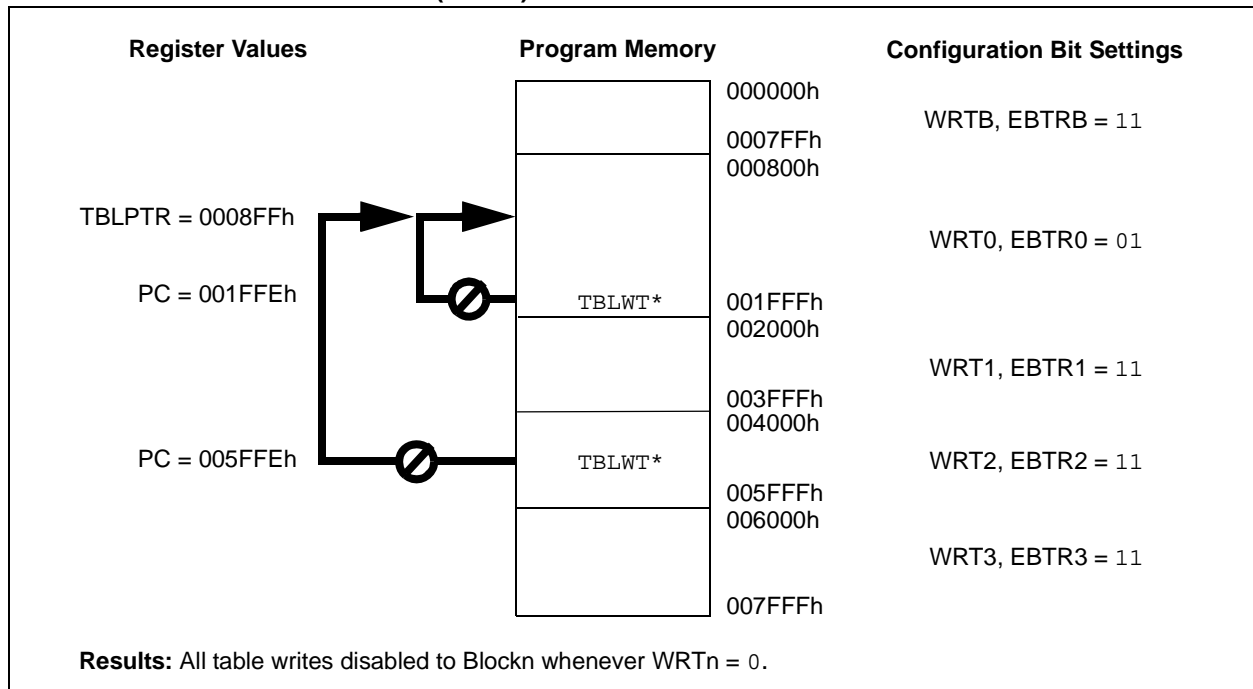 Register Values Program Memory Configuration Bit Settings
000000h
WRTB, EBTRB = 11
0007FFh
000800h
TBLPTR = 0008FFh
WRT0, EBTR0 = 01
PC = 001FFEh
TBLWT*
001FFFh
002000h
WRT1, EBTR1 = 11
003FFFh
004000h
PC = 005FFEh
TBLWT*
WRT2, EBTR2 = 11
005FFFh
006000h
WRT3, EBTR3 = 11
007FFFh
Results: All table writes disabled to Blockn whenever WRTn = 0.